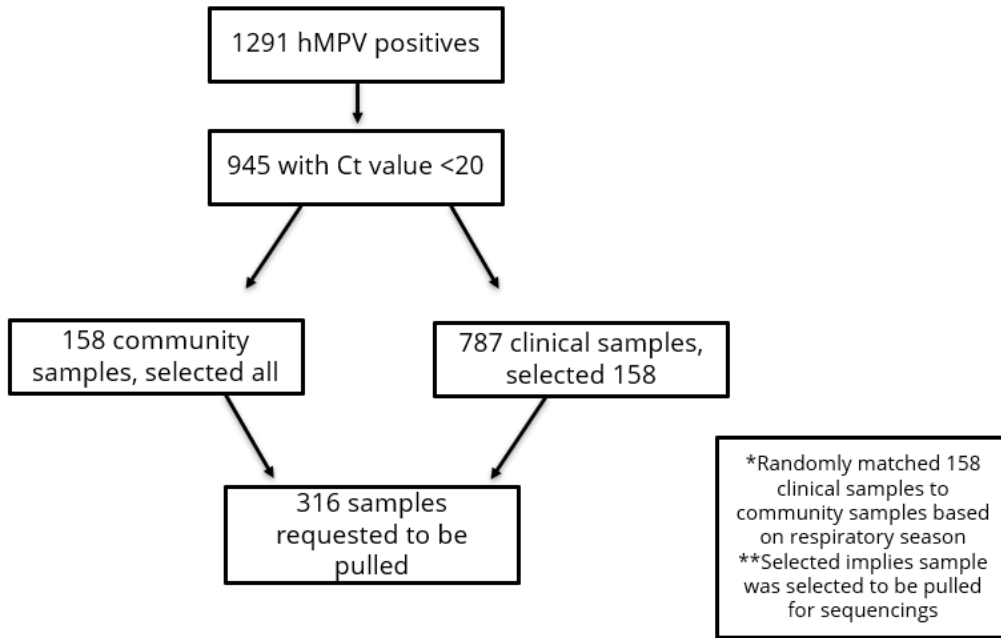 1291 hMPV positives
945 with Ct value <20
158 community
samples, selected all
787 clinical samples,
selected 158
316 samples
requested to be
pulled
*Randomly matched 158
clinical samples to
community samples based
on respiratory season
**Selected implies sample
was selected to be pulled
for sequencings